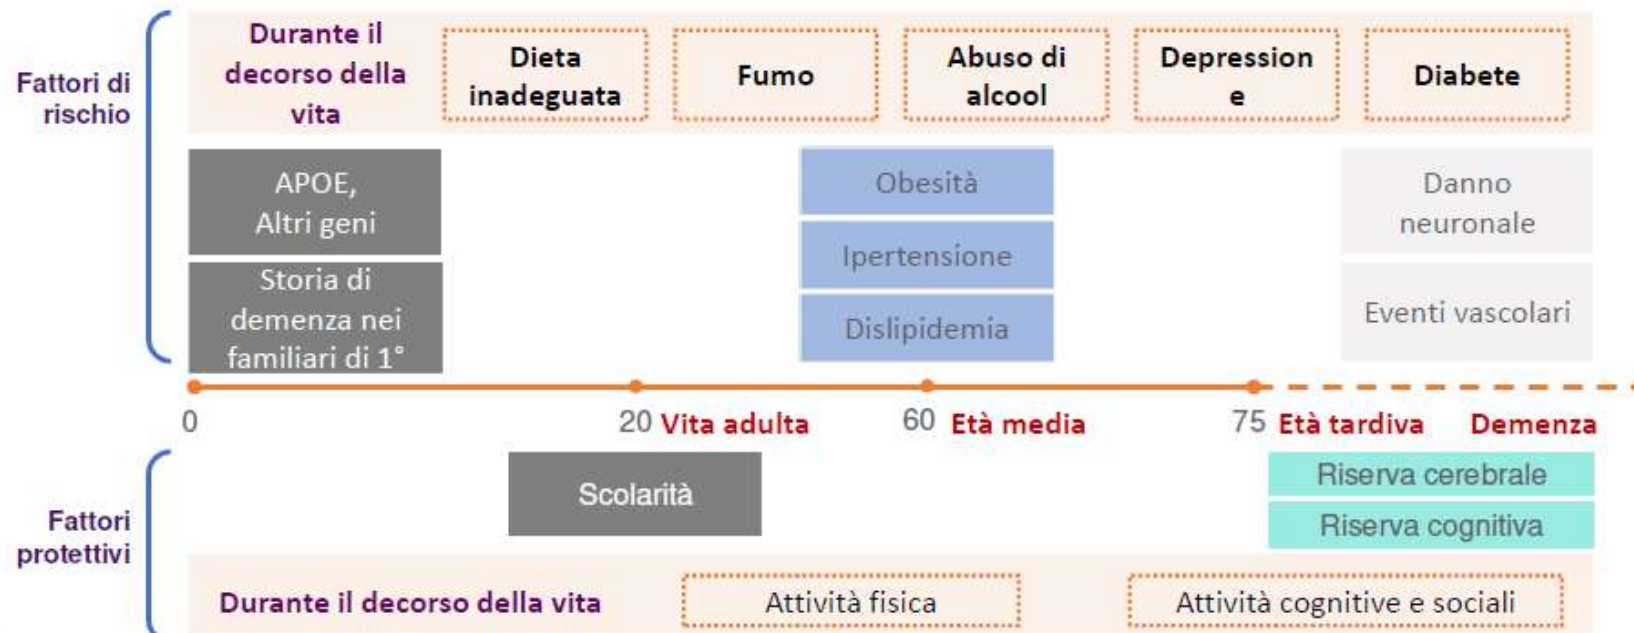 Fattori di
rischio
Durante il
decorso della
vita
Dieta
inadeguata
Fumo
Abuso di
alcool
Depression
e
Diabete
APOE,
Altri geni
Storia di
demenza nei
familiari di 1°
Obesità
Ipertensione
Dislipidemia
Danno
neuronale
Eventi vascolari
0
20 Vita adulta
60 Età media
75 Età tardiva
Demenza
Fattori
protettivi
Scolarità
Riserva cerebrale
Riserva cognitiva
Durante il decorso della vita
Attività fisica
Attività cognitive e sociali